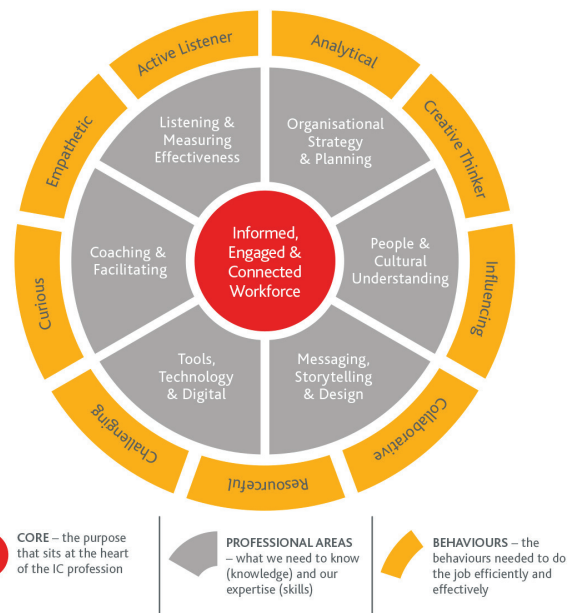 Active Listener
Analytical
Creative Thinker
Influencing
Collaborative
Resourceful
Challenging
Curious
Empathetic
Listening &
Measuring
Effectiveness
Organisational
Strategy
& Planning
People &
Cultural
Understanding
Messaging,
Storytelling
& Design
Tools,
Technology
& Digital
Coaching &
Facilitating
Informed,
Engaged &
Connected
Workforce
CORE – the purpose
that sits at the heart
of the IC profession
PROFESSIONAL AREAS
– what we need to know
(knowledge) and our
expertise (skills)
BEHAVIOURS – the
behaviours needed to do
the job efficiently and
effectively